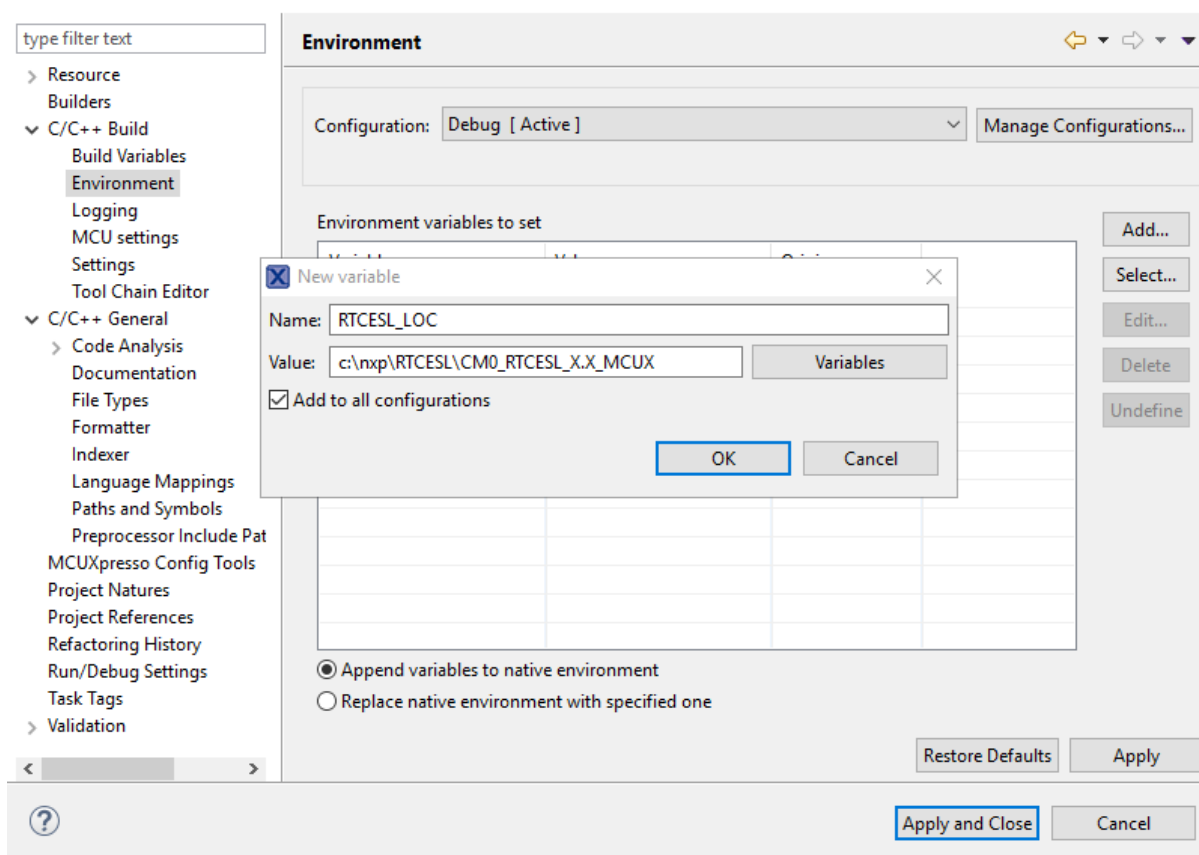 type filter text
Resource
Builders
C/C++ Build
Build Variables
Environment
Logging
MCU settings
Settings
Tool Chain Editor
C/C++ General
Code Analysis
Documentation
File Types
Formatter
Indexer
Language Mappings
Paths and Symbols
Preprocessor Include Pat
MCUXpresso Config Tools
Project Natures
Project References
Refactoring History
Run/Debug Settings
Task Tags
Validation
Environment
Configuration: Debug [ Active ] Manage Configurations...
Environment variables to set
Add...
Select...
Edit...
Delete
Undefine
New variable
Name: RTCESL_LOC
Value: c:\nxp\RTCESL\CM0_RTCESL_X.X_MCUX Variables
Add to all configurations
OK Cancel
Append variables to native environment
Replace native environment with specified one
Restore Defaults Apply
Apply and Close Cancel